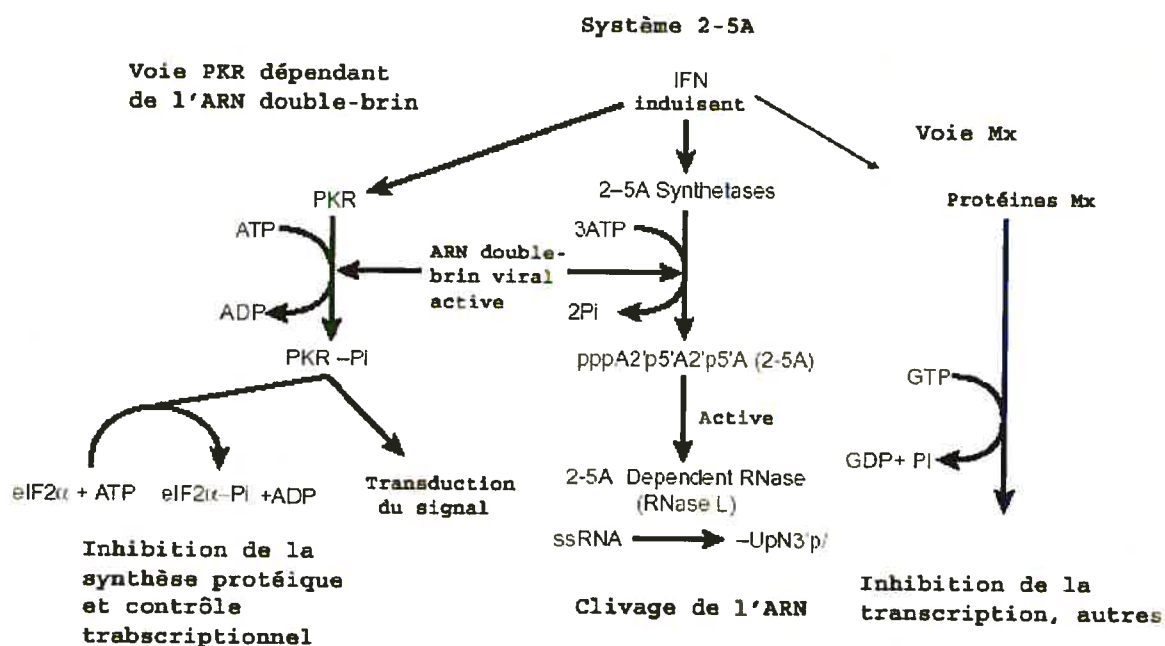 Système 2-5A
Voie PKR dépendant
de l'ARN double-brin
IFN
induisent
Voie Mx
PKR
2–5A Synthetases
Protéines Mx
ATP
3ATP
ARN double-
brin viral
active
ADP
2Pi
PKR –Pi
pppA2'p5'A2'p5'A (2-5A)
GTP
Active
GDP+ PI
eIF2α + ATP eIF2α–Pi +ADP
Transduction
du signal
2-5A Dependent RNase
(RNase L)
ssRNA –UpN3'p/
Inhibition de la
synthèse protéique
et contrôle
trabscriptionnel
Clivage de l'ARN
Inhibition de la
transcription, autres